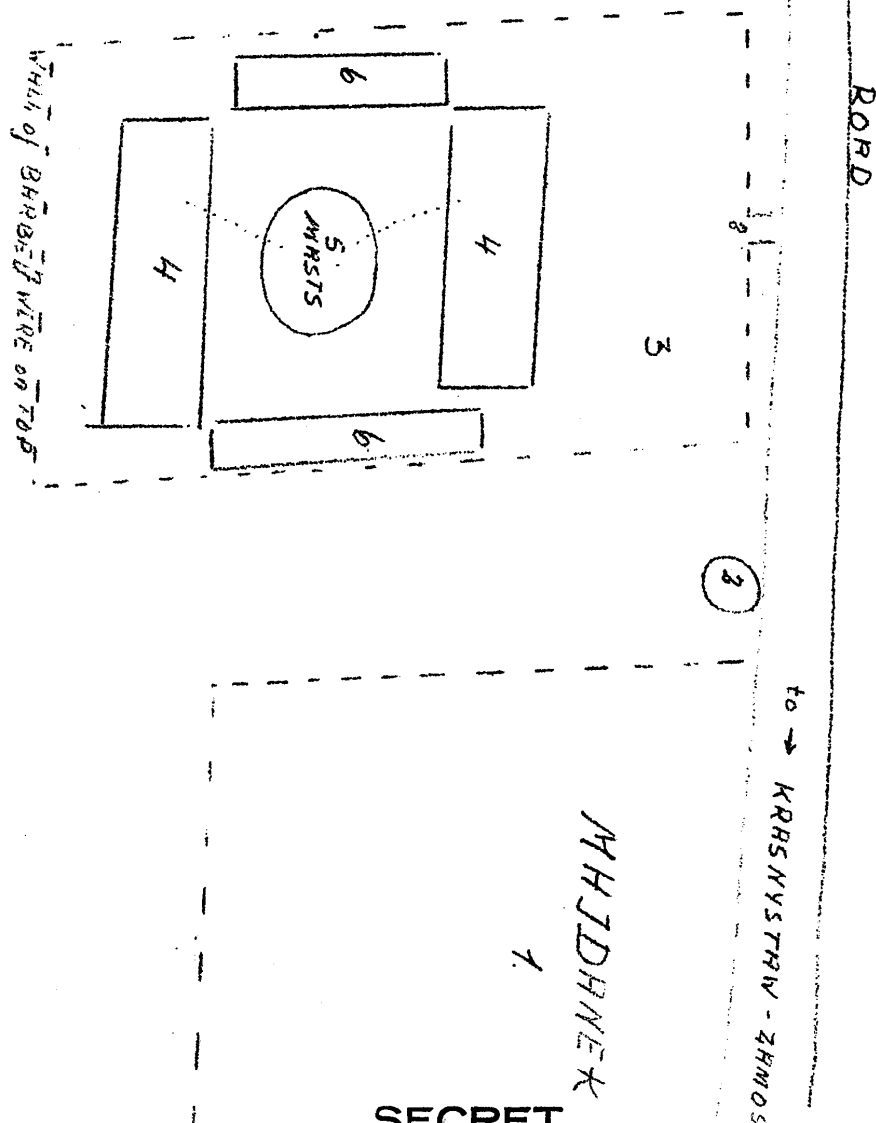 ROAD
to → KRASNYSTAW - ZAMOS
8
3
6
4
5.
MASTS
4
6
WALL of BARBED WIRE on TOP
2
MAJDANEK
1.
SECRET